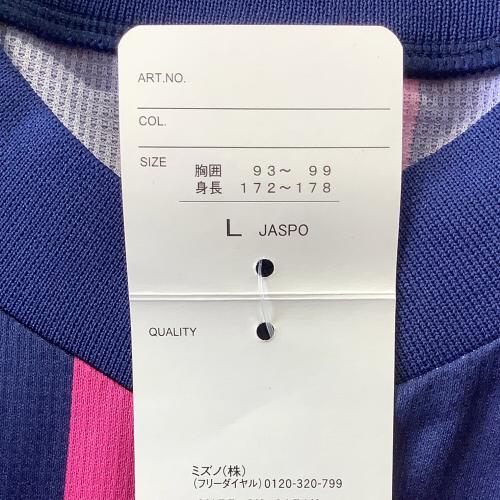 ART.NO.
COL.
SIZE
胸囲 93～ 99
身長 172～178
L JASPO
QUALITY
ミズノ(株)
(フリーダイヤル) 0120-320-799